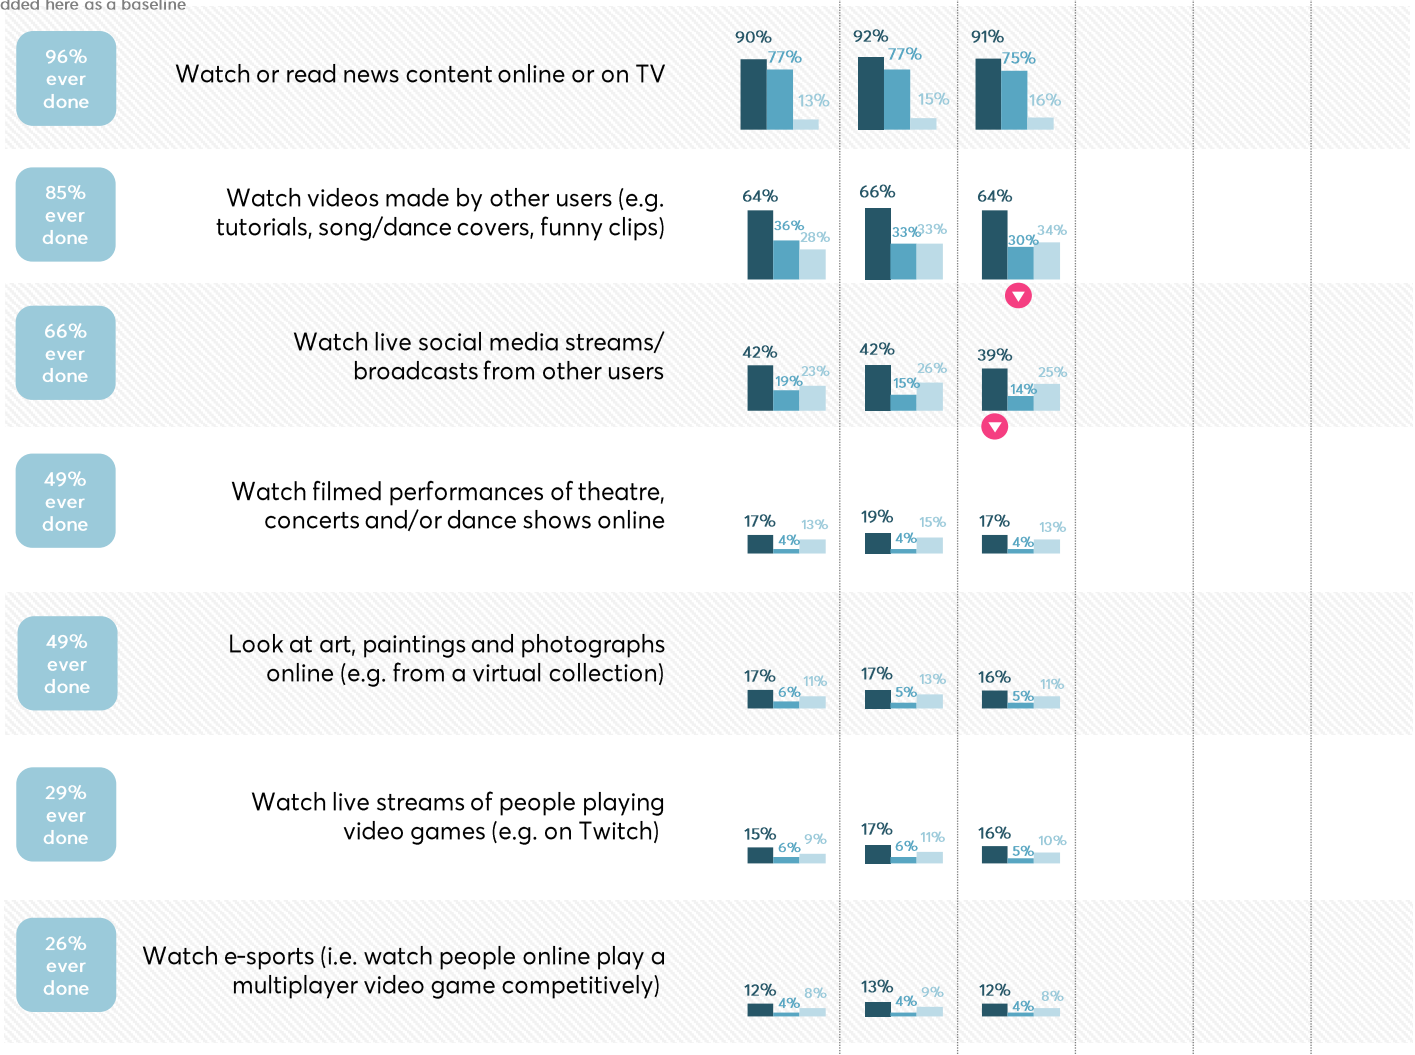 dded here as a baseline
96%
ever
done
Watch or read news content online or on TV
90%
77%
13%
92%
77%
15%
91%
75%
16%
85%
ever
done
Watch videos made by other users (e.g.
tutorials, song/dance covers, funny clips)
64%
36%
28%
66%
33%
33%
64%
30%
34%
66%
ever
done
Watch live social media streams/
broadcasts from other users
42%
19%
23%
42%
15%
26%
39%
14%
25%
49%
ever
done
Watch filmed performances of theatre,
concerts and/or dance shows online
17%
4%
13%
19%
4%
15%
17%
4%
13%
49%
ever
done
Look at art, paintings and photographs
online (e.g. from a virtual collection)
17%
6%
11%
17%
5%
13%
16%
5%
11%
29%
ever
done
Watch live streams of people playing
video games (e.g. on Twitch)
15%
6%
9%
17%
6%
11%
16%
5%
10%
26%
ever
done
Watch e-sports (i.e. watch people online play a
multiplayer video game competitively)
12%
4%
8%
13%
4%
9%
12%
4%
8%